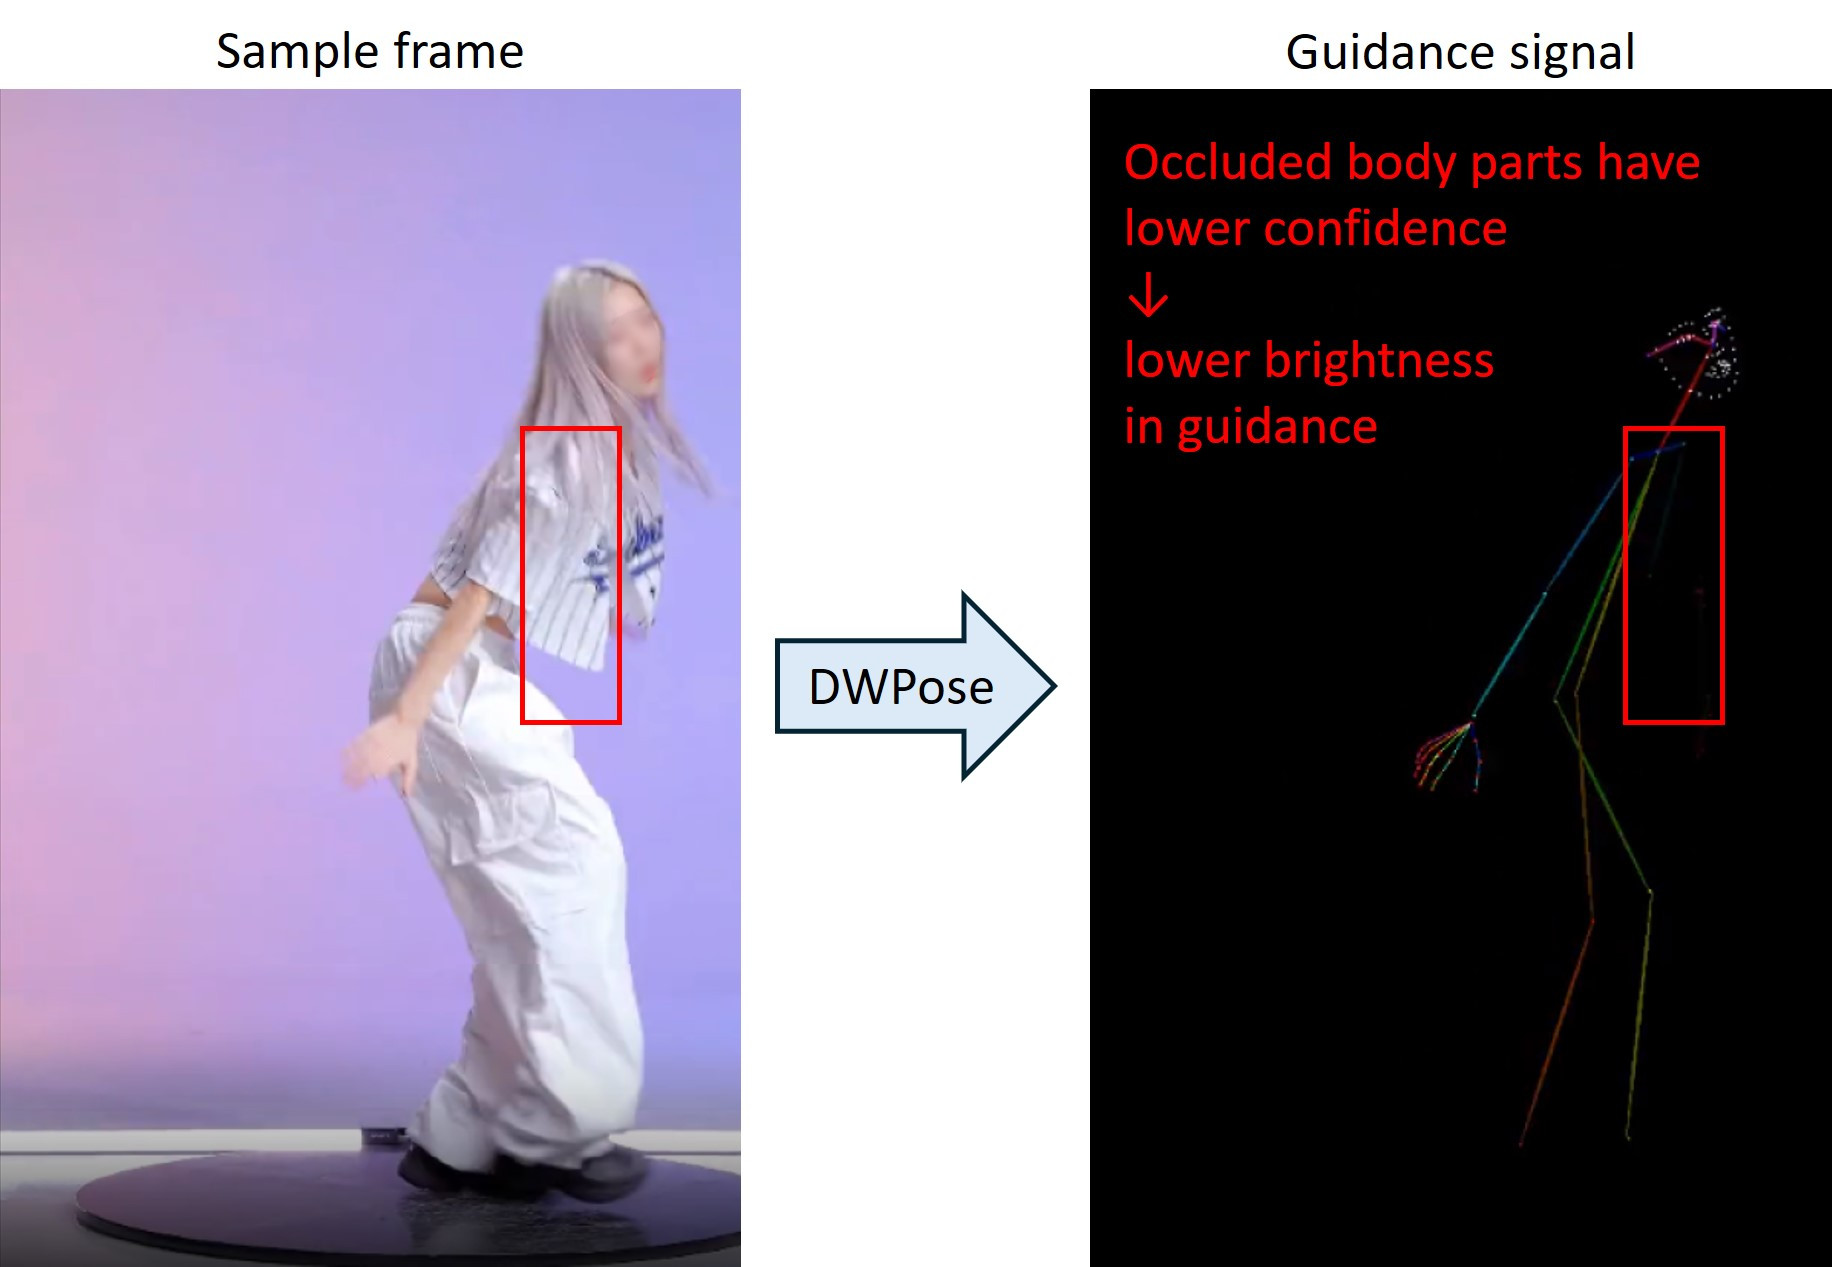 Sample frame
Guidance signal
Occluded body parts have
lower confidence
↓
lower brightness
in guidance
DWPose